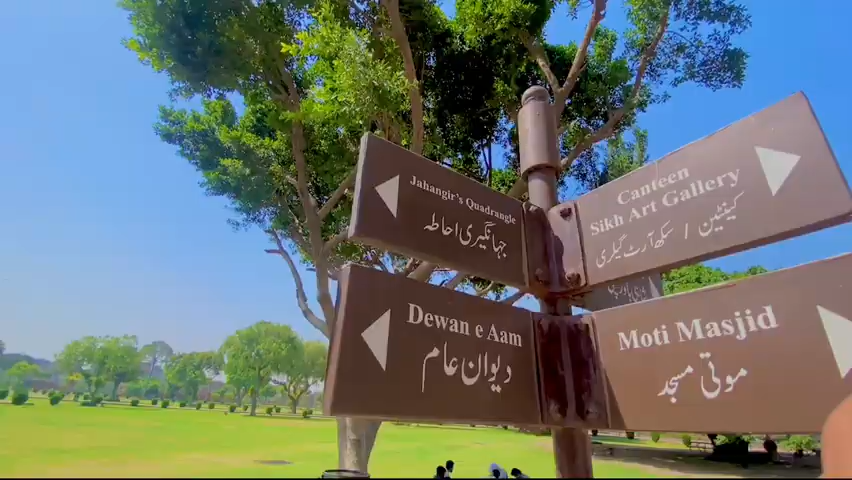 Jahangir's Quadrangle
جہانگیری احاطہ
Canteen
Sikh Art Gallery
کینٹین / سکھ آرٹ گیلری
Dewan e Aam
دیوان عام
Moti Masjid
موتی مسجد